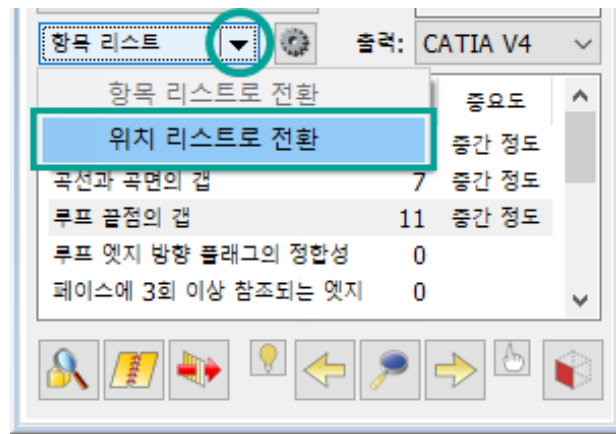 항목 리스트 출력: CATIA V4
항목 리스트로 전환 중요도
위치 리스트로 전환 중간 정도
곡선과 곡면의 갭 7 중간 정도
루프 끝점의 갭 11 중간 정도
루프 엣지 방향 플래그의 정합성 0
페이스에 3회 이상 참조되는 엣지 0